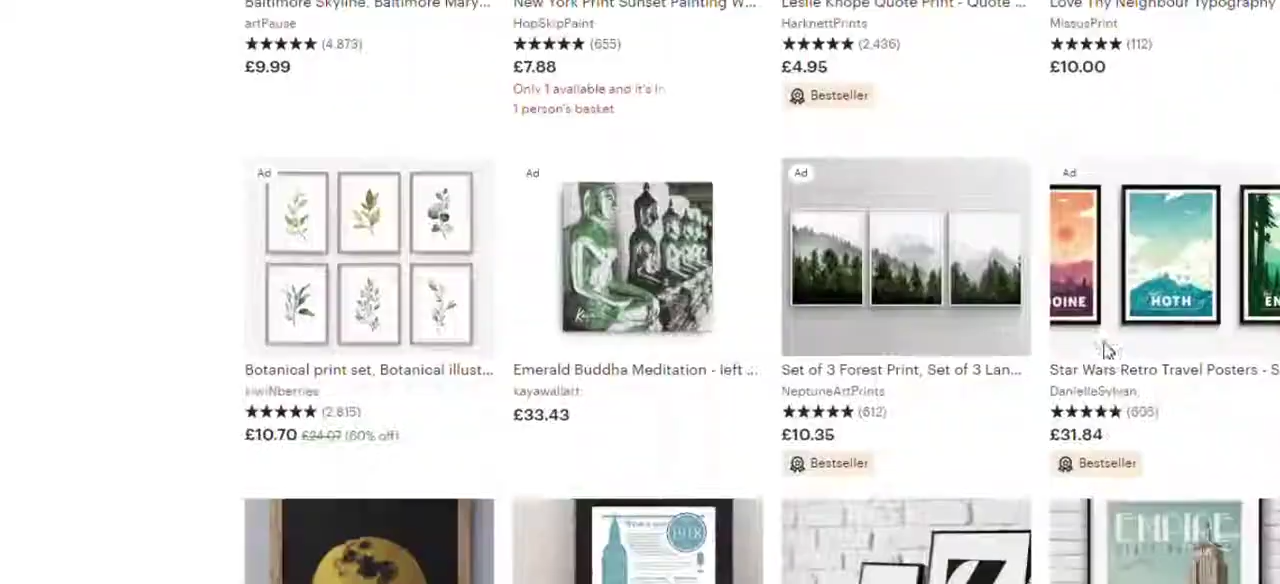 Baltimore Skyline, Baltimore Mary...
New York Print Sunset Painting W...
Leslie Knope Quote Print - Quote ...
Love Thy Neighbour Typography
artPause
HopSkipPaint
HarknettPrints
MissusPrint
(4,873)
(655)
(2,436)
(112)
£9.99
£7.88
£4.95
£10.00
Only 1 available and it's in
1 person's basket
Bestseller
Ad
Ad
Ad
Ad
OINE
HOTH
EN
Botanical print set, Botanical illust...
Emerald Buddha Meditation - left ...
Set of 3 Forest Print, Set of 3 Lan...
Star Wars Retro Travel Posters - S
kiwiNberries
kayawallart
NeptuneArtPrints
DanielleSylvan
(2,815)
(612)
(606)
£10.70 £24.07 (60% off)
£33.43
£10.35
£31.84
Bestseller
Bestseller
1918
EMPIRE